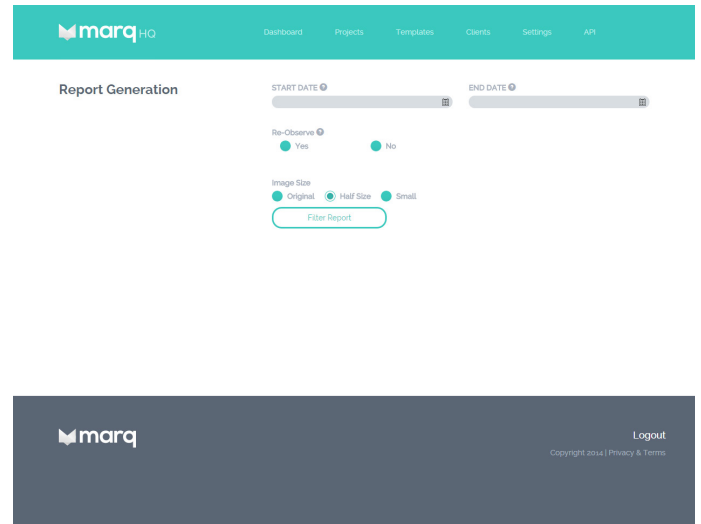 marq HQ
Dashboard Projects Templates Clients Settings API
Report Generation
START DATE END DATE
Re-Observe
Yes No
Image Size
Original Half Size Small
Filter Report
marq
Logout
Copyright 2014 | Privacy & Terms